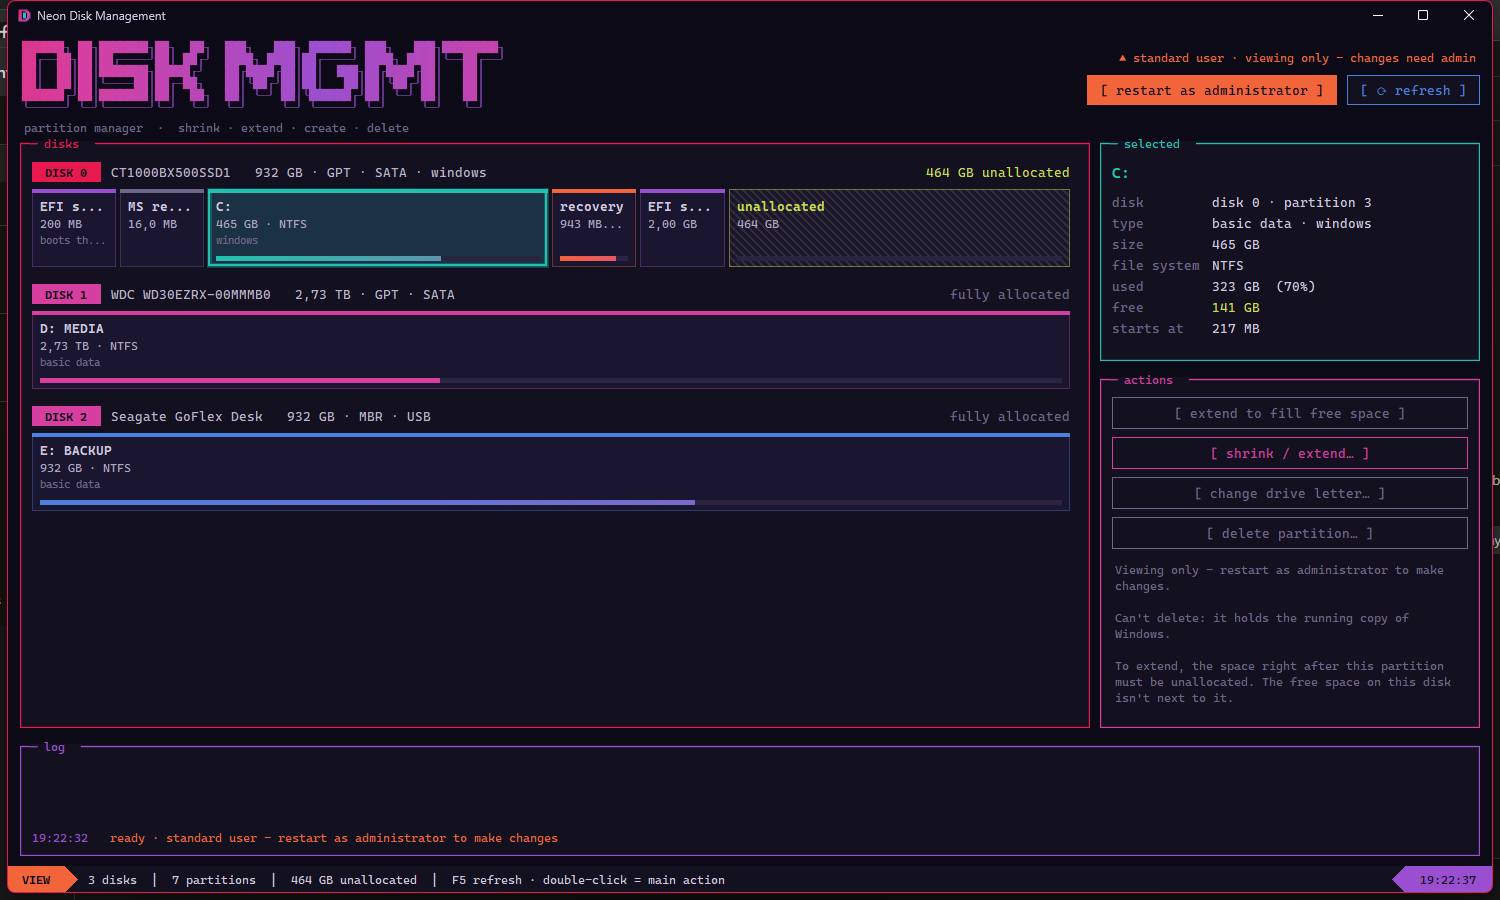 Neon Disk Management
DISK MGMT
▲ standard user · viewing only – changes need admin
[ restart as administrator ]
[ ⟳ refresh ]
partition manager · shrink · extend · create · delete
disks
DISK 0 CT1000BX500SSD1 932 GB · GPT · SATA · windows 464 GB unallocated
EFI s...
200 MB
boots th...
MS re...
16,0 MB
C:
465 GB · NTFS
windows
recovery
943 MB...
EFI s...
2,00 GB
unallocated
464 GB
DISK 1 WDC WD30EZRX-00MMMB0 2,73 TB · GPT · SATA fully allocated
D: MEDIA
2,73 TB · NTFS
basic data
DISK 2 Seagate GoFlex Desk 932 GB · MBR · USB fully allocated
E: BACKUP
932 GB · NTFS
basic data
selected
C:
disk disk 0 · partition 3
type basic data · windows
size 465 GB
file system NTFS
used 323 GB (70%)
free 141 GB
starts at 217 MB
actions
[ extend to fill free space ]
[ shrink / extend… ]
[ change drive letter… ]
[ delete partition… ]
Viewing only – restart as administrator to make
changes.
Can't delete: it holds the running copy of
Windows.
To extend, the space right after this partition
must be unallocated. The free space on this disk
isn't next to it.
log
19:22:32 ready · standard user – restart as administrator to make changes
VIEW 3 disks | 7 partitions | 464 GB unallocated | F5 refresh · double-click = main action 19:22:37